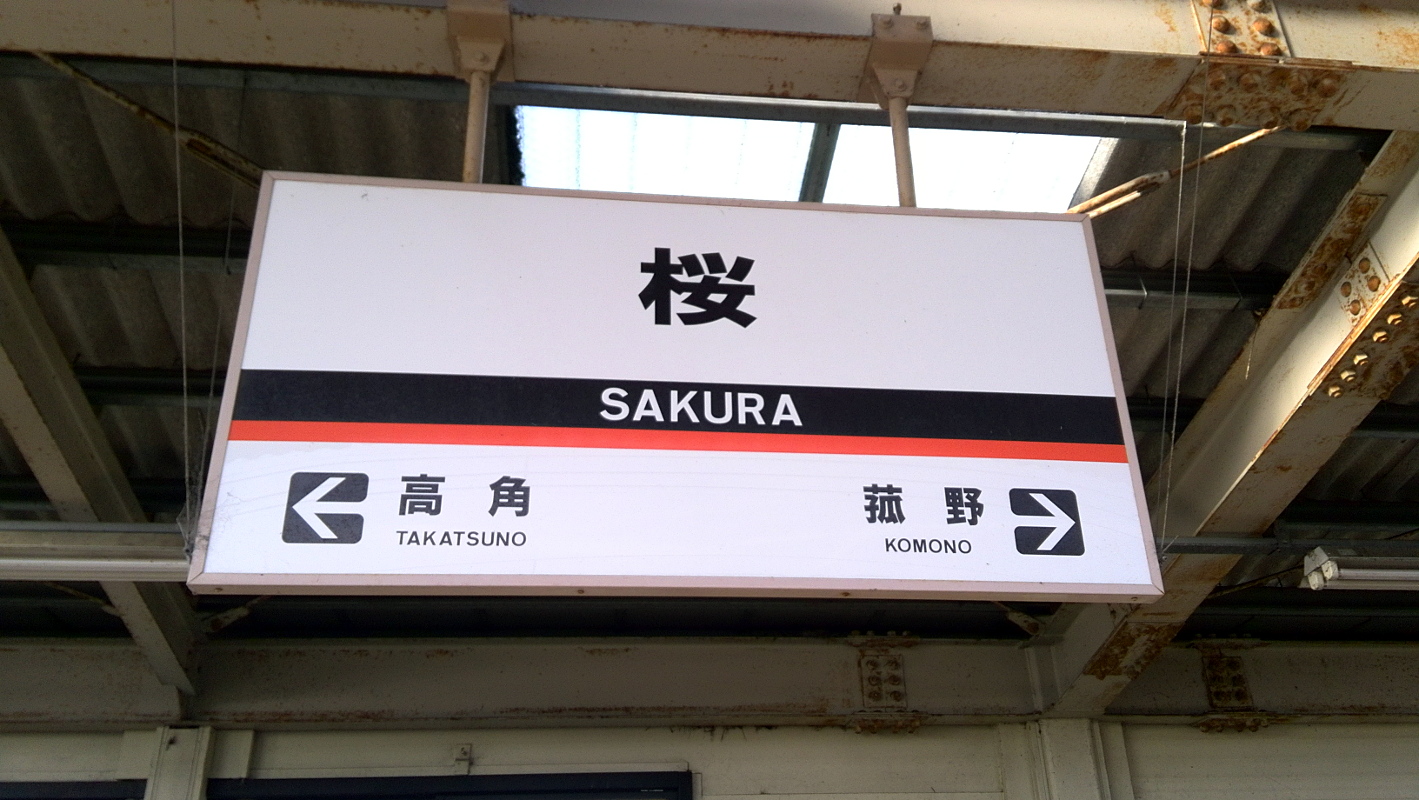 桜
SAKURA
高角
TAKATSUNO
菰野
KOMONO